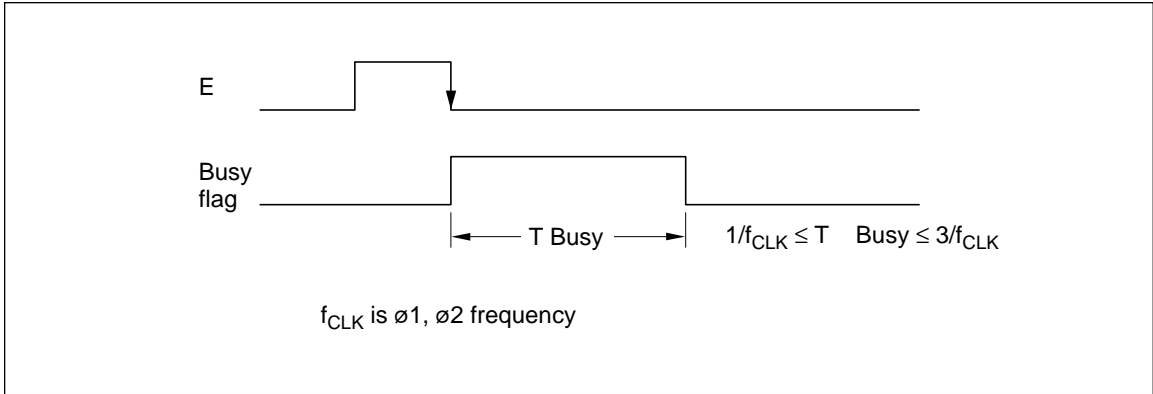 E
Busy
flag
T Busy
1/fCLK ≤ T Busy ≤ 3/fCLK
fCLK is ø1, ø2 frequency